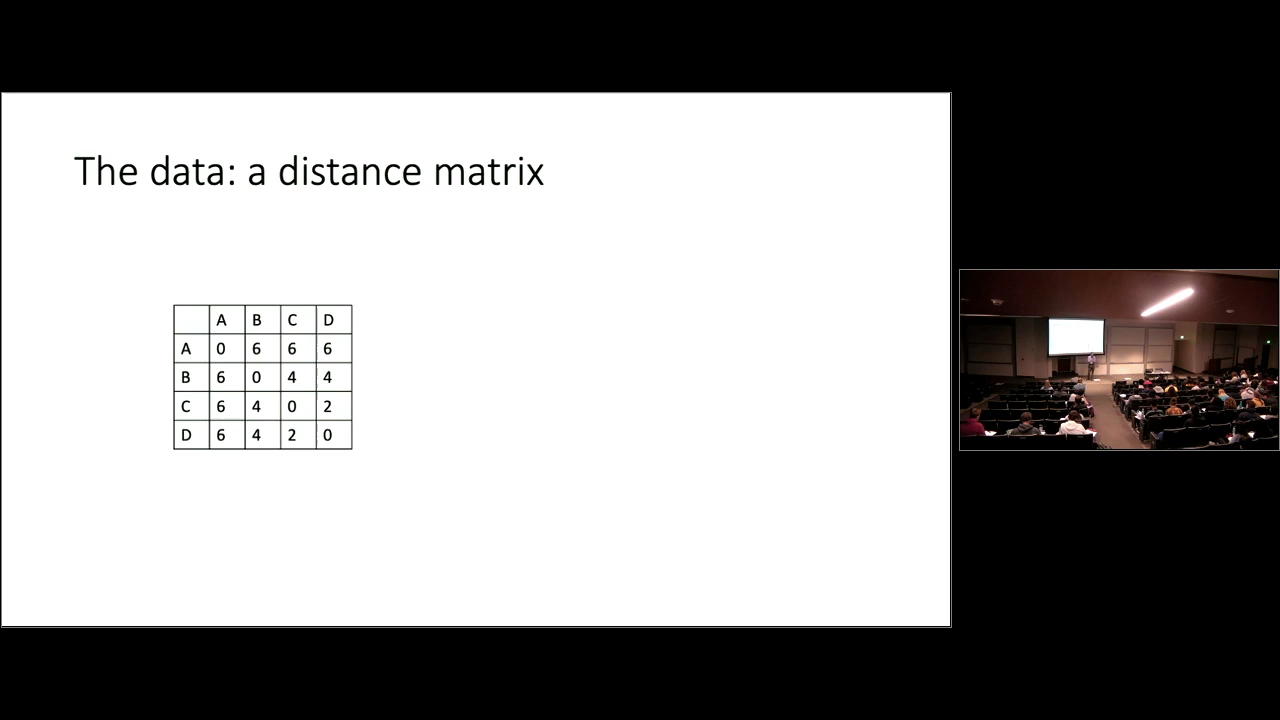 The data: a distance matrix
A B C D
A 0 6 6 6
B 6 0 4 4
C 6 4 0 2
D 6 4 2 0